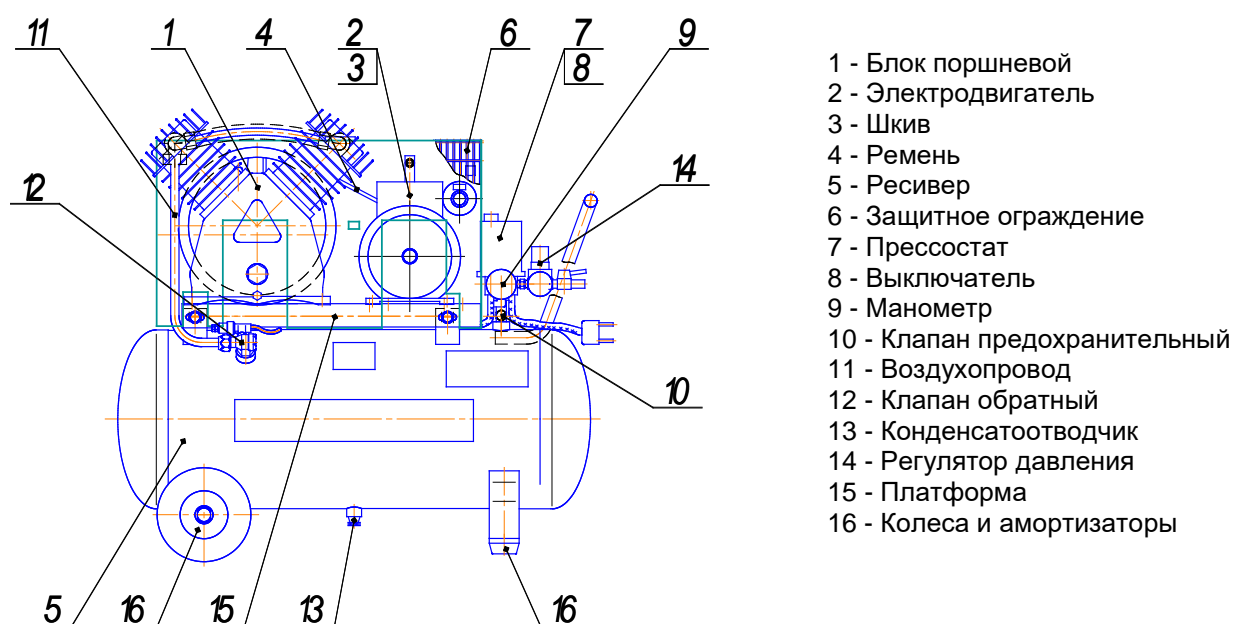 11 1 4 2 6 7 9
3 8
14
12
10
5 16 15 13 16
1 - Блок поршневой
2 - Электродвигатель
3 - Шкив
4 - Ремень
5 - Ресивер
6 - Защитное ограждение
7 - Прессостат
8 - Выключатель
9 - Манометр
10 - Клапан предохранительный
11 - Воздухопровод
12 - Клапан обратный
13 - Конденсатоотводчик
14 - Регулятор давления
15 - Платформа
16 - Колеса и амортизаторы